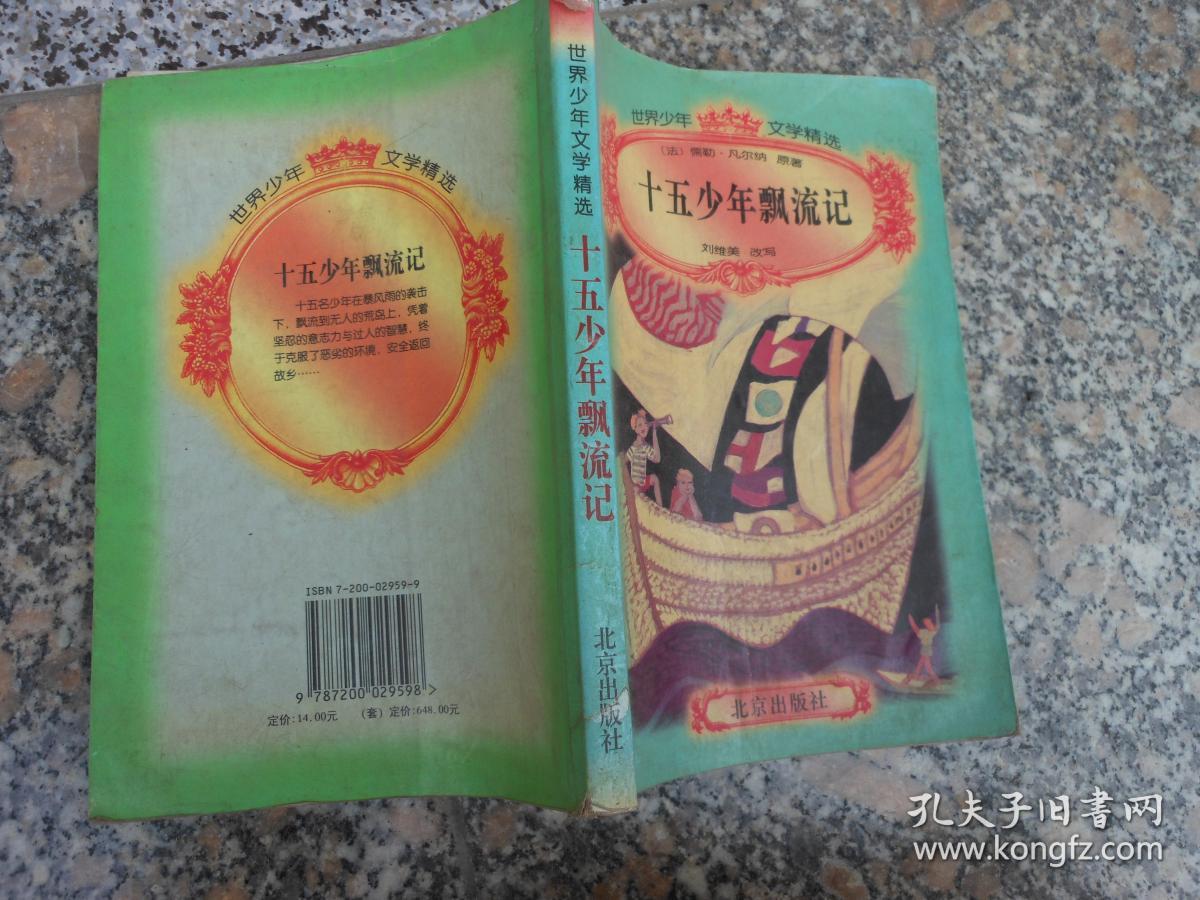 世界少年 文学精选
十五少年飘流记
十五名少年在暴风雨的袭击
下，飘流到无人的荒岛上，凭着
坚忍的意志力与过人的智慧，终
于克服了恶劣的环境，安全返回
故乡……
ISBN 7-200-02959-9
9 787200 029598 >
定价:14.00元 （套）定价:648.00元
世界少年文学精选 十五少年飘流记 北京出版社
世界少年 文学精选
（法）儒勒·凡尔纳 原著
十五少年飘流记
刘维美 改写
北京出版社
孔夫子旧书网
www.kongfz.com